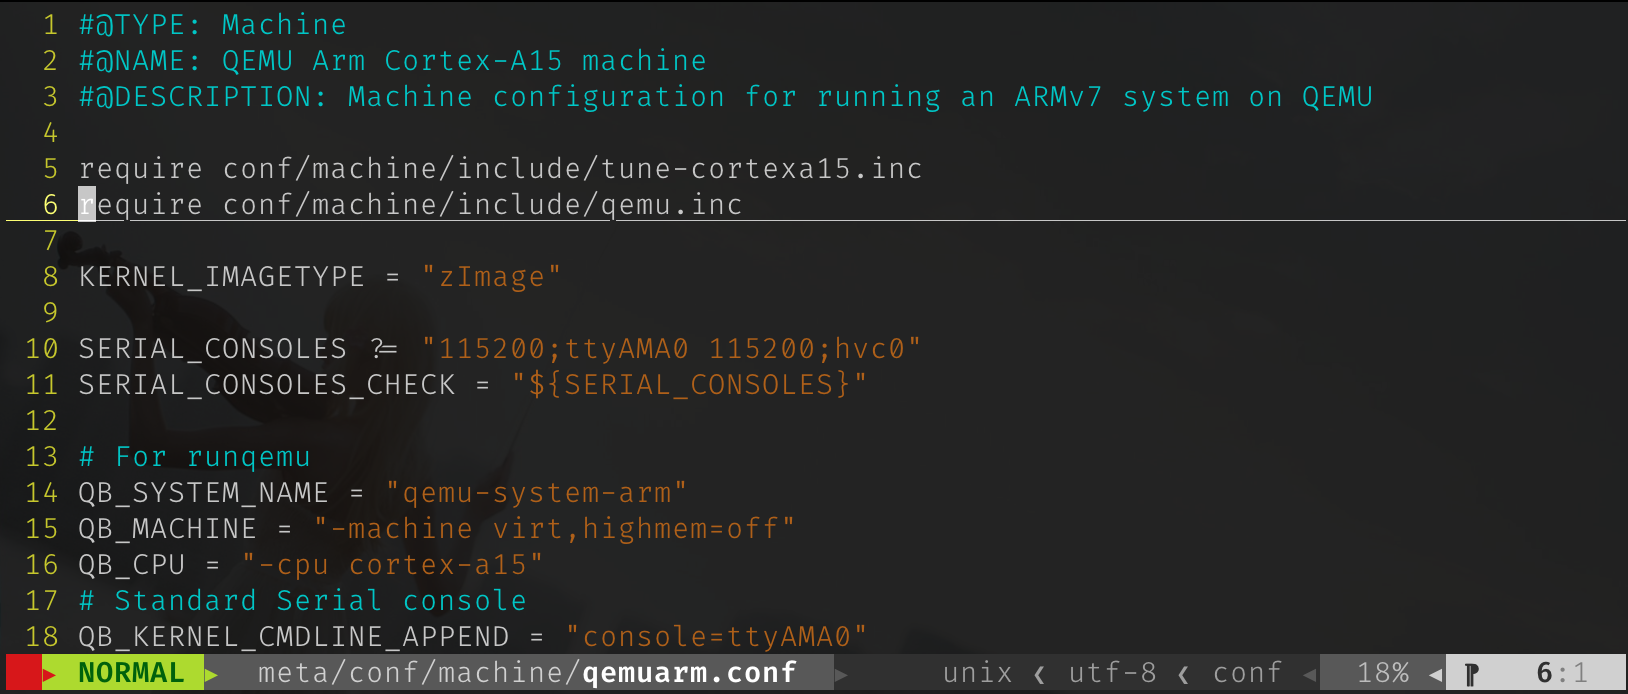 1 #@TYPE: Machine
2 #@NAME: QEMU Arm Cortex-A15 machine
3 #@DESCRIPTION: Machine configuration for running an ARMv7 system on QEMU
4
5 require conf/machine/include/tune-cortexa15.inc
6 require conf/machine/include/qemu.inc
7
8 KERNEL_IMAGETYPE = "zImage"
9
10 SERIAL_CONSOLES ?= "115200;ttyAMA0 115200;hvc0"
11 SERIAL_CONSOLES_CHECK = "${SERIAL_CONSOLES}"
12
13 # For runqemu
14 QB_SYSTEM_NAME = "qemu-system-arm"
15 QB_MACHINE = "-machine virt,highmem=off"
16 QB_CPU = "-cpu cortex-a15"
17 # Standard Serial console
18 QB_KERNEL_CMDLINE_APPEND = "console=ttyAMA0"
NORMAL meta/conf/machine/qemuarm.conf unix ❮ utf-8 ❮ conf 18% ¶ 6:1